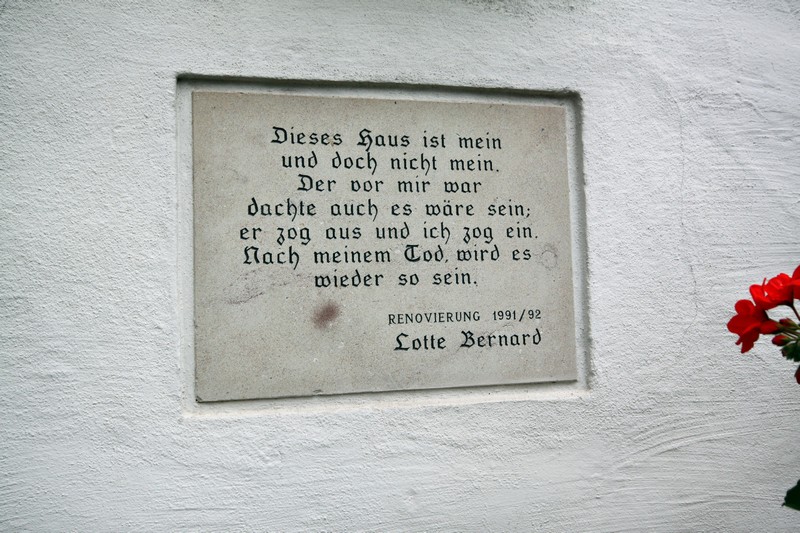 Dieses Haus ist mein
und doch nicht mein.
Der vor mir war
dachte auch es wäre sein;
er zog aus und ich zog ein.
Nach meinem Tod, wird es
wieder so sein.
RENOVIERUNG 1991/92
Lotte Bernard